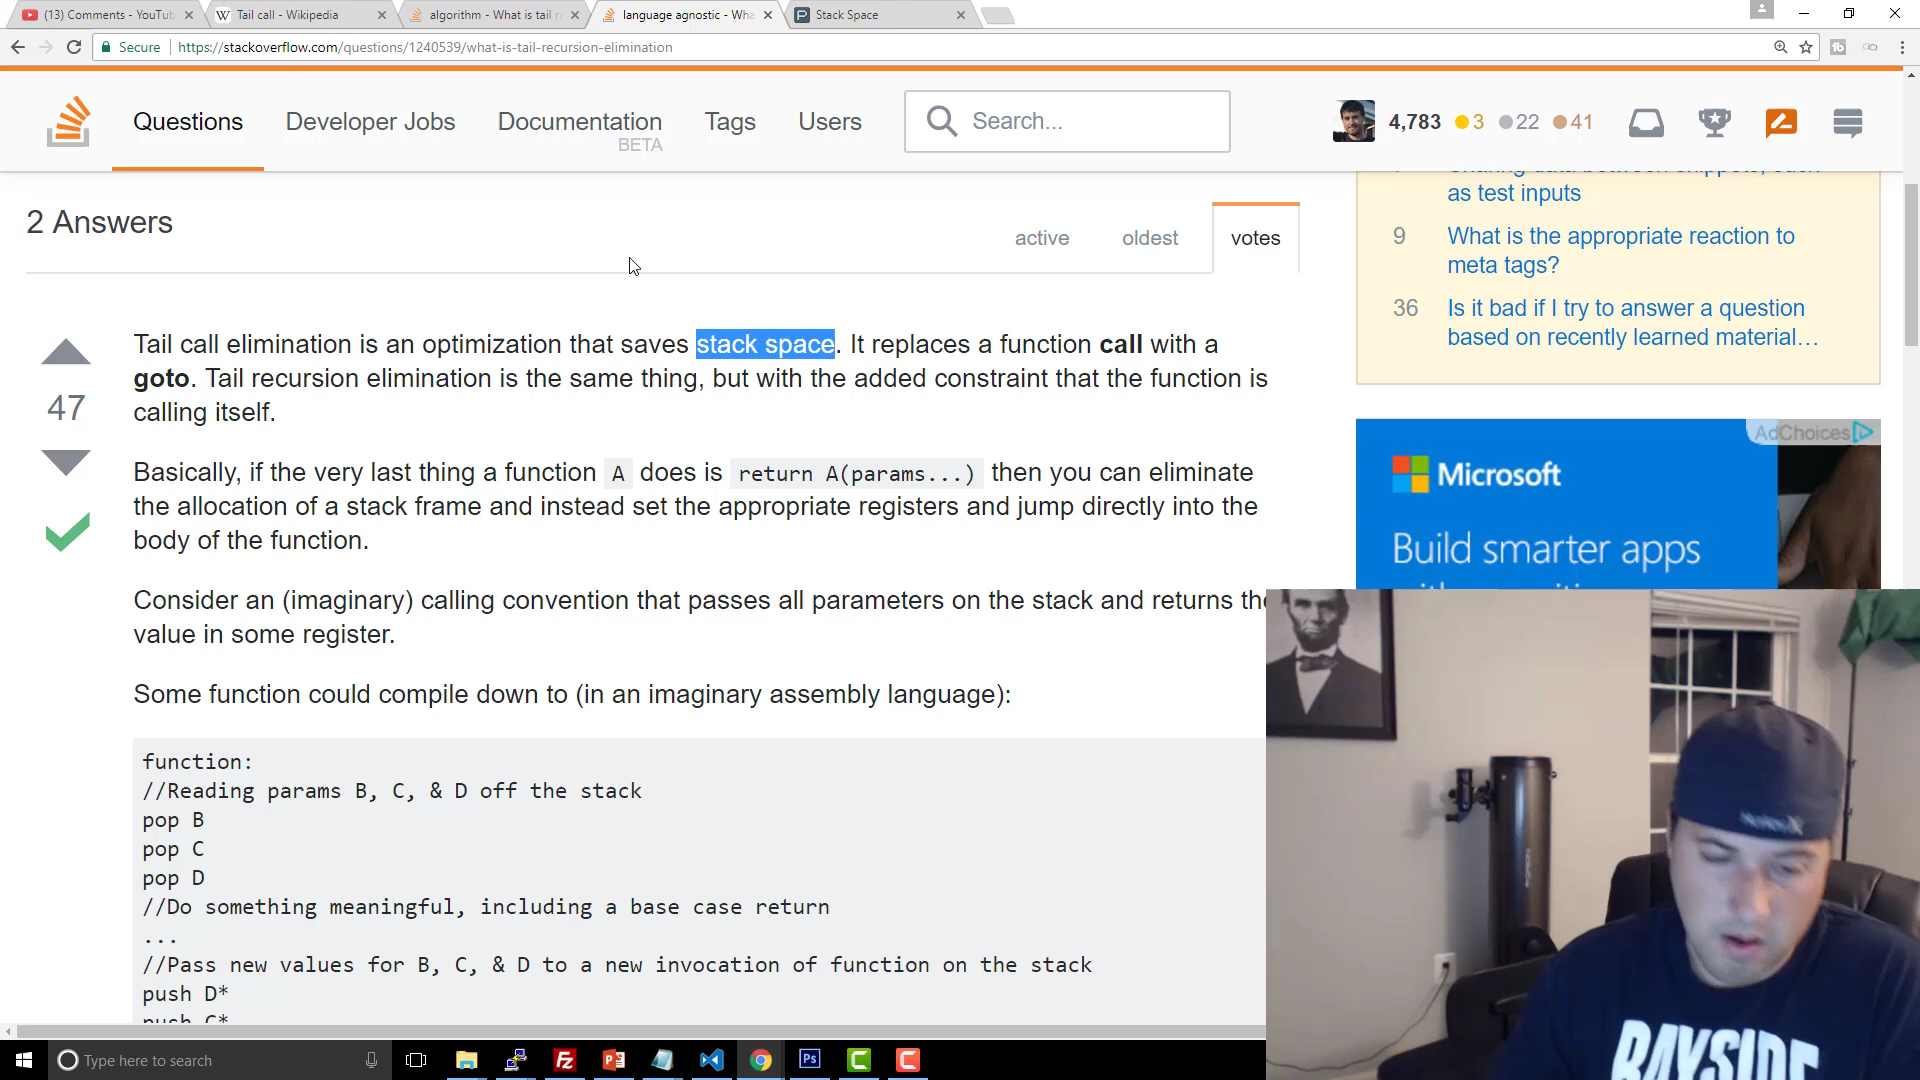 (13) Comments - YouTub
Tail call - Wikipedia
algorithm - What is tail r
language agnostic - Wha
Stack Space
Secure
https://stackoverflow.com/questions/1240539/what-is-tail-recursion-elimination
Questions
Developer Jobs
Documentation
BETA
Tags
Users
Search...
4,783
3
22
41
as test inputs
9
What is the appropriate reaction to
meta tags?
36
Is it bad if I try to answer a question
based on recently learned material…
2 Answers
active
oldest
votes
47
Tail call elimination is an optimization that saves stack space. It replaces a function call with a
goto. Tail recursion elimination is the same thing, but with the added constraint that the function is
calling itself.
Basically, if the very last thing a function A does is return A(params...) then you can eliminate
the allocation of a stack frame and instead set the appropriate registers and jump directly into the
body of the function.
Consider an (imaginary) calling convention that passes all parameters on the stack and returns the
value in some register.
Some function could compile down to (in an imaginary assembly language):
function:
//Reading params B, C, & D off the stack
pop B
pop C
pop D
//Do something meaningful, including a base case return
...
//Pass new values for B, C, & D to a new invocation of function on the stack
push D*
push C*
AdChoices
Microsoft
Build smarter apps
BAYSIDE
Type here to search
Ps